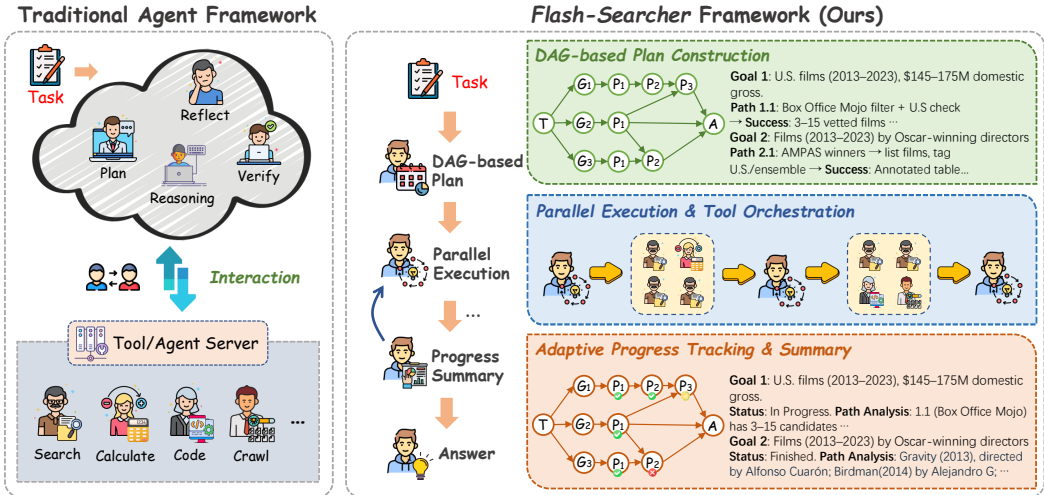 Traditional Agent Framework
Task
Reflect
Plan
Reasoning
Verify
Interaction
Tool/Agent Server
Search
Calculate
Code
Crawl
...
Flash-Searcher Framework (Ours)
Task
DAG-based
Plan
Parallel
Execution
...
Progress
Summary
Answer
DAG-based Plan Construction
T
G1
P1
P2
P3
G2
P1
G3
P1
P2
A
Goal 1: U.S. films (2013–2023), $145–175M domestic
gross.
Path 1.1: Box Office Mojo filter + U.S check
→ Success: 3–15 vetted films ...
Goal 2: Films (2013–2023) by Oscar-winning directors
Path 2.1: AMPAS winners → list films, tag
U.S./ensemble → Success: Annotated table...
Parallel Execution & Tool Orchestration
Adaptive Progress Tracking & Summary
T
G1
P1
P2
P3
G2
P1
G3
P1
P2
A
Goal 1: U.S. films (2013–2023), $145–175M domestic
gross.
Status: In Progress. Path Analysis: 1.1 (Box Office Mojo)
has 3–15 candidates ...
Goal 2: Films (2013–2023) by Oscar-winning directors
Status: Finished. Path Analysis: Gravity (2013), directed
by Alfonso Cuarón; Birdman(2014) by Alejandro G; ...